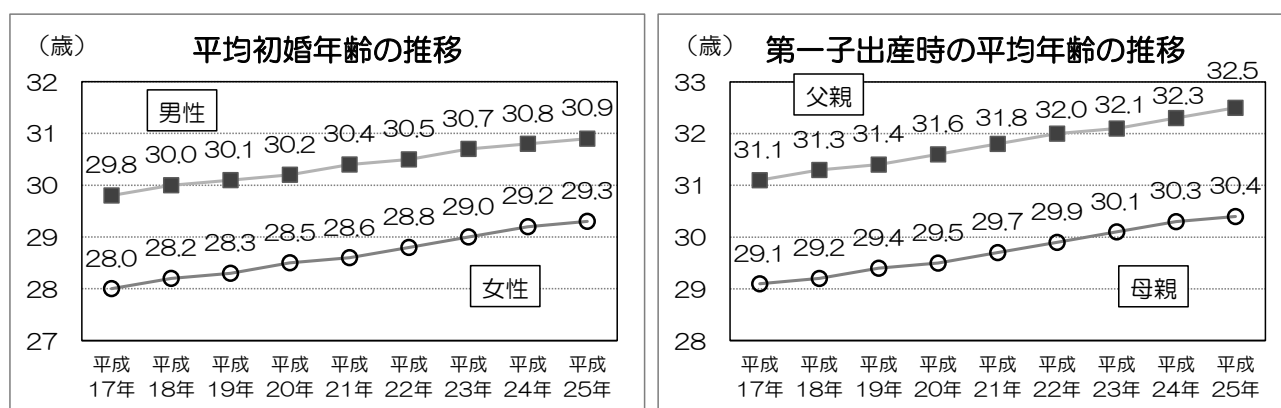 （歳）
平均初婚年齢の推移
32
31
30
29
28
27
男性
29.8 30.0 30.1 30.2 30.4 30.5 30.7 30.8 30.9
28.0 28.2 28.3 28.5 28.6 28.8 29.0 29.2 29.3
女性
平成 平成 平成 平成 平成 平成 平成 平成 平成
17年 18年 19年 20年 21年 22年 23年 24年 25年
（歳）
第一子出産時の平均年齢の推移
33
32
31
30
29
28
父親
31.1 31.3 31.4 31.6 31.8 32.0 32.1 32.3 32.5
29.1 29.2 29.4 29.5 29.7 29.9 30.1 30.3 30.4
母親
平成 平成 平成 平成 平成 平成 平成 平成 平成
17年 18年 19年 20年 21年 22年 23年 24年 25年